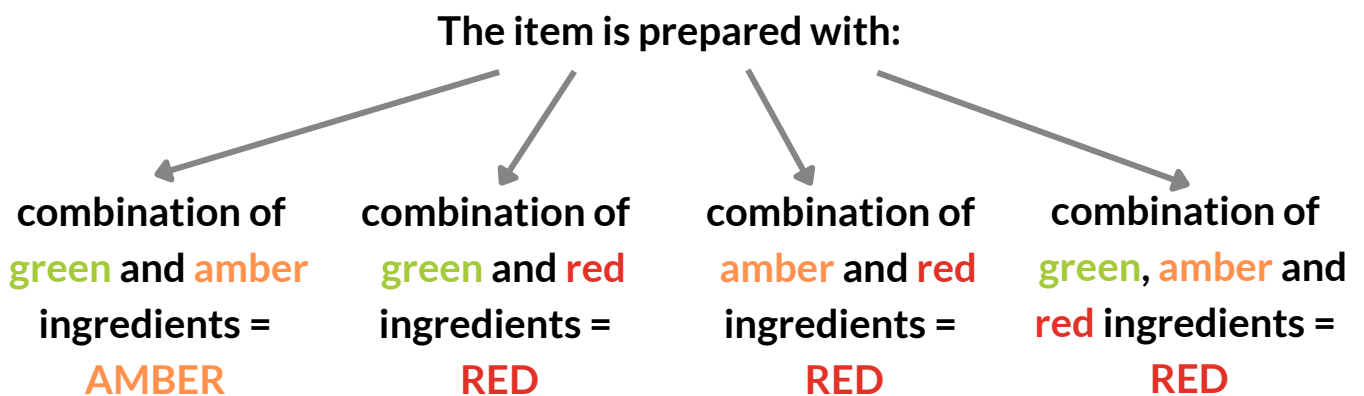 The item is prepared with:
combination of
green and amber
ingredients =
AMBER
combination of
green and red
ingredients =
RED
combination of
amber and red
ingredients =
RED
combination of
green, amber and
red ingredients =
RED